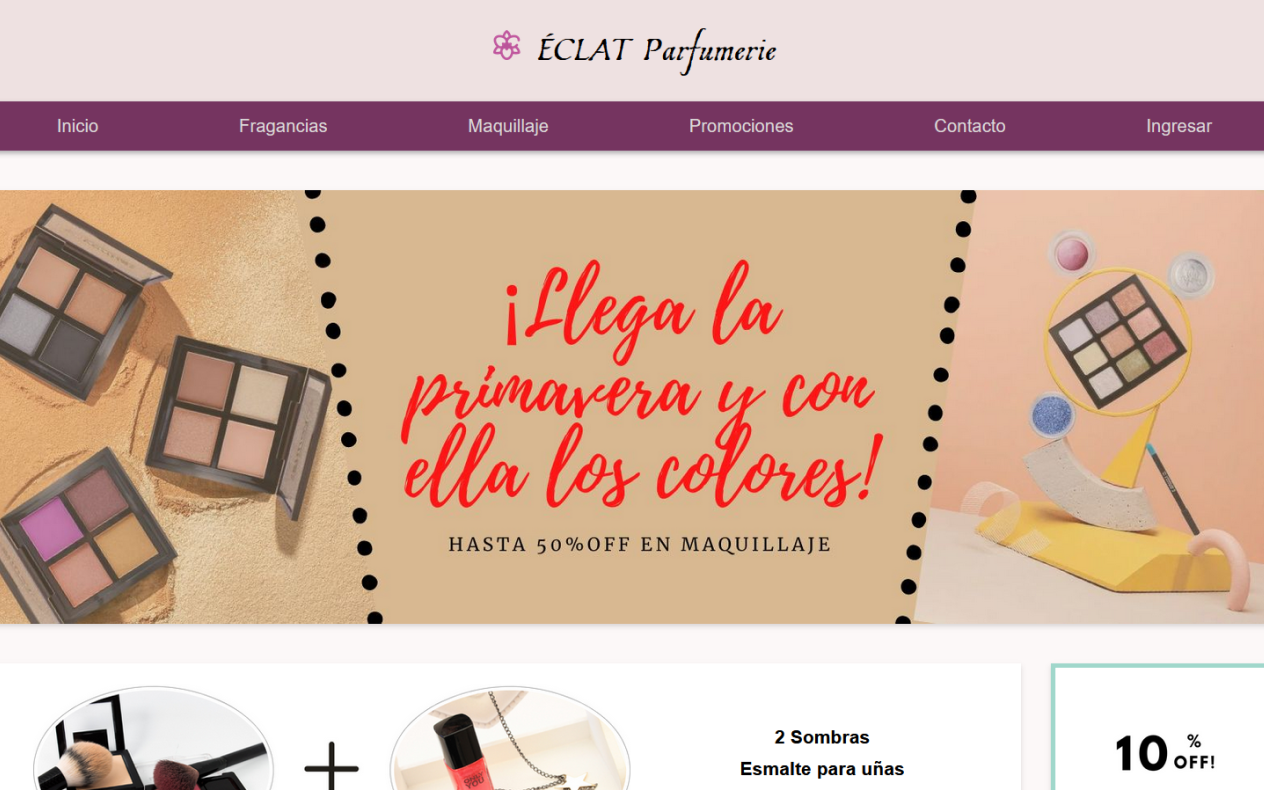 ÉCLAT Parfumerie
Inicio Fragancias Maquillaje Promociones Contacto Ingresar
¡Llega la
primavera y con
ella los colores!
HASTA 50%OFF EN MAQUILLAJE
2 Sombras
Esmalte para uñas
10 % OFF!